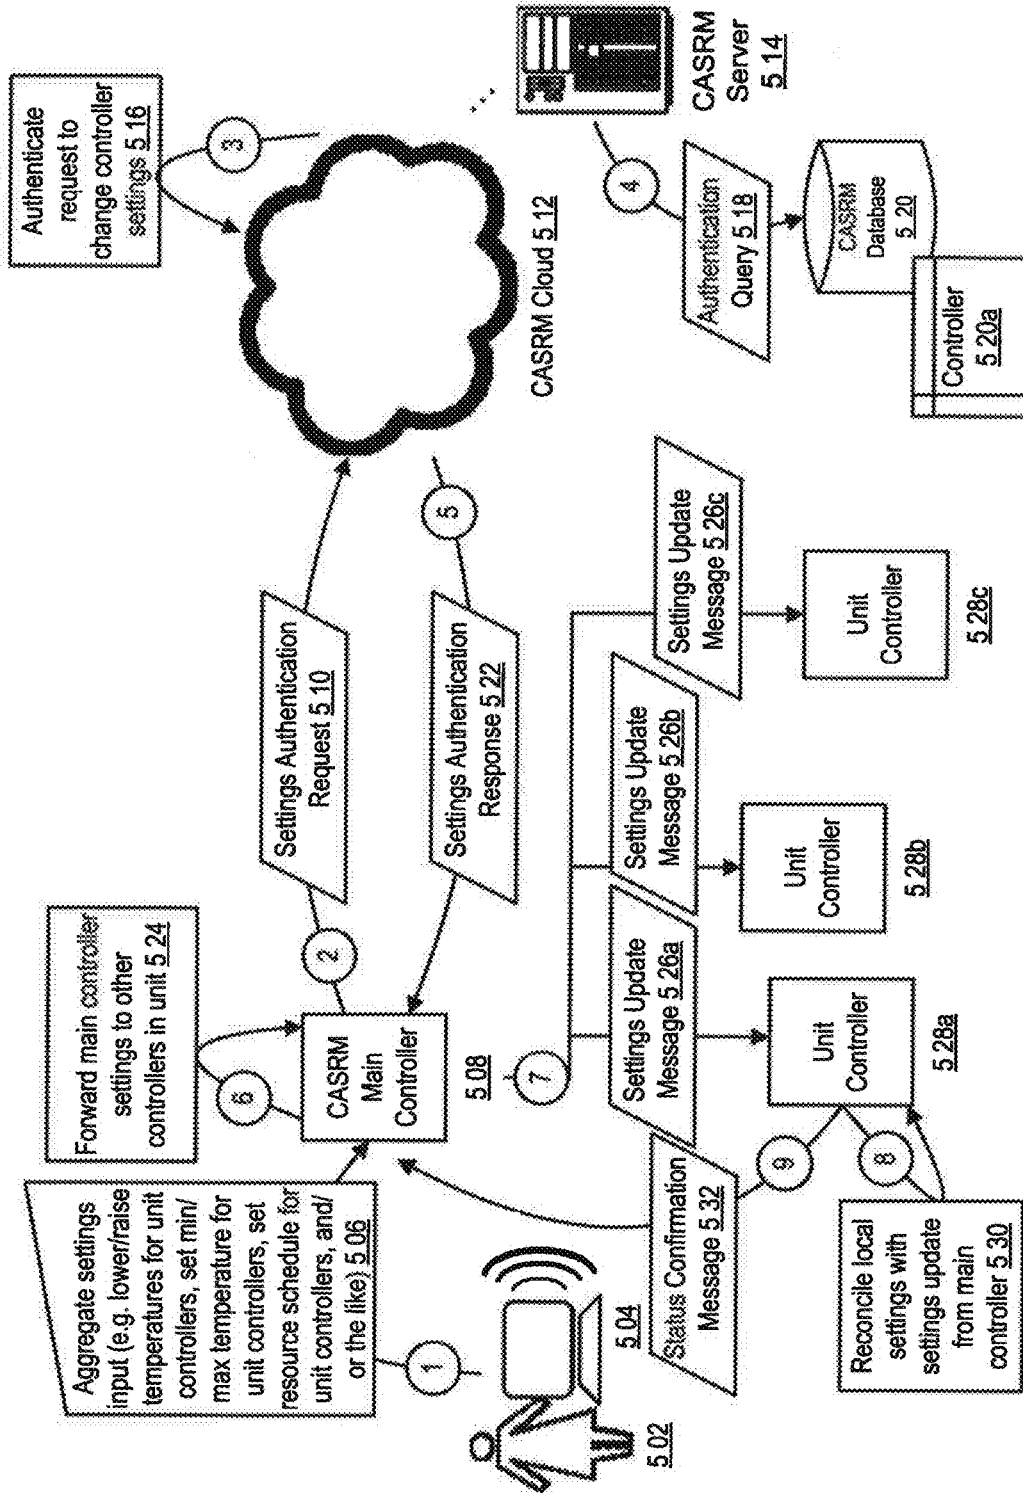 Aggregate settings
input (e.g. lower/raise
temperatures for unit
controllers, set min/
max temperature for
unit controllers, set
resource schedule for
unit controllers, and/
or the like) 5 06
1
5 02
5 04
Forward main controller
settings to other
controllers in unit 5 24
6
CASRM
Main
Controller
5 08
2
Settings Authentication
Request 5 10
Authenticate
request to
change controller
settings 5 16
3
CASRM Cloud 5 12
CASRM
Server
5 14
4
Authentication
Query 5 18
CASRM
Database
5 20
Controller
5 20a
5
Settings Authentication
Response 5 22
7
Settings Update
Message 5 26a
Settings Update
Message 5 26b
Settings Update
Message 5 26c
Unit
Controller
5 28a
Unit
Controller
5 28b
Unit
Controller
5 28c
8
Reconcile local
settings with
settings update
from main
controller 5 30
9
Status Confirmation
Message 5 32